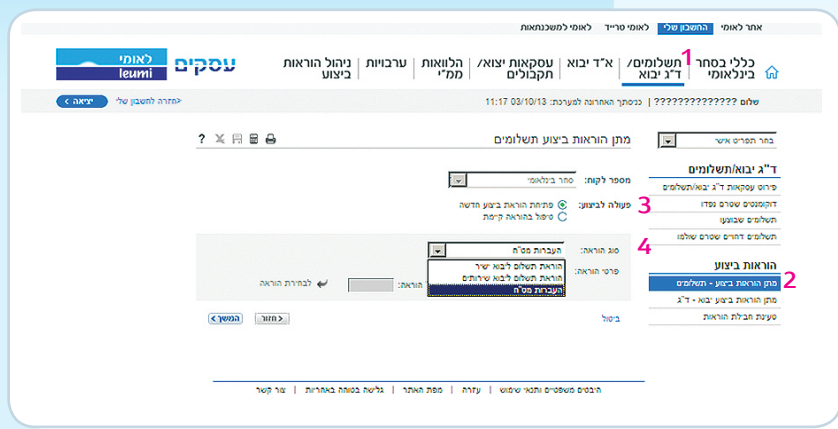 אתר לאומי החשבון שלי לאומי טרייד לאומי למשכנתאות
כללי בסחר בינלאומי
תשלומים/ ד"ג יבוא
1
א"ד יבוא
עסקאות יצוא/ תקבולים
הלוואות ממ"י
ערבויות
ניהול הוראות ביצוע
עסקים
לאומי
leumi
שלום ?????????????? | כניסתך האחרונה למערכת: 03/10/13 11:17
חזרה לחשבון שלי>
יציאה >
בחר תפריט אישי
מתן הוראות ביצוע תשלומים
?
ד"ג יבוא/תשלומים
פירוט עסקאות ד"ג יבוא/תשלומים
דוקומנטים שטרם נפדו
תשלומים שבוצעו
תשלומים דחויים שטרם שולמו
הוראות ביצוע
מתן הוראות ביצוע - תשלומים
2
מתן הוראות ביצוע יבוא - ד"ג
טעינת חבילת הוראות
מספר לקוח: סחר בינלאומי
3
פעולה לביצוע: פתיחת הוראת ביצוע חדשה
טיפול בהוראה קיימת
4
סוג הוראה: העברות מט"ח
הוראת תשלום ליבוא ישיר
הוראת תשלום ליבוא שירותים
העברות מט"ח
פרטי הוראה:
הוראה:
לבחירת הוראה
ביטול
< חזור
המשך >
היבטים משפטיים ותנאי שימוש | עזרה | מפת האתר | גלישה בטוחה באחריות | צור קשר